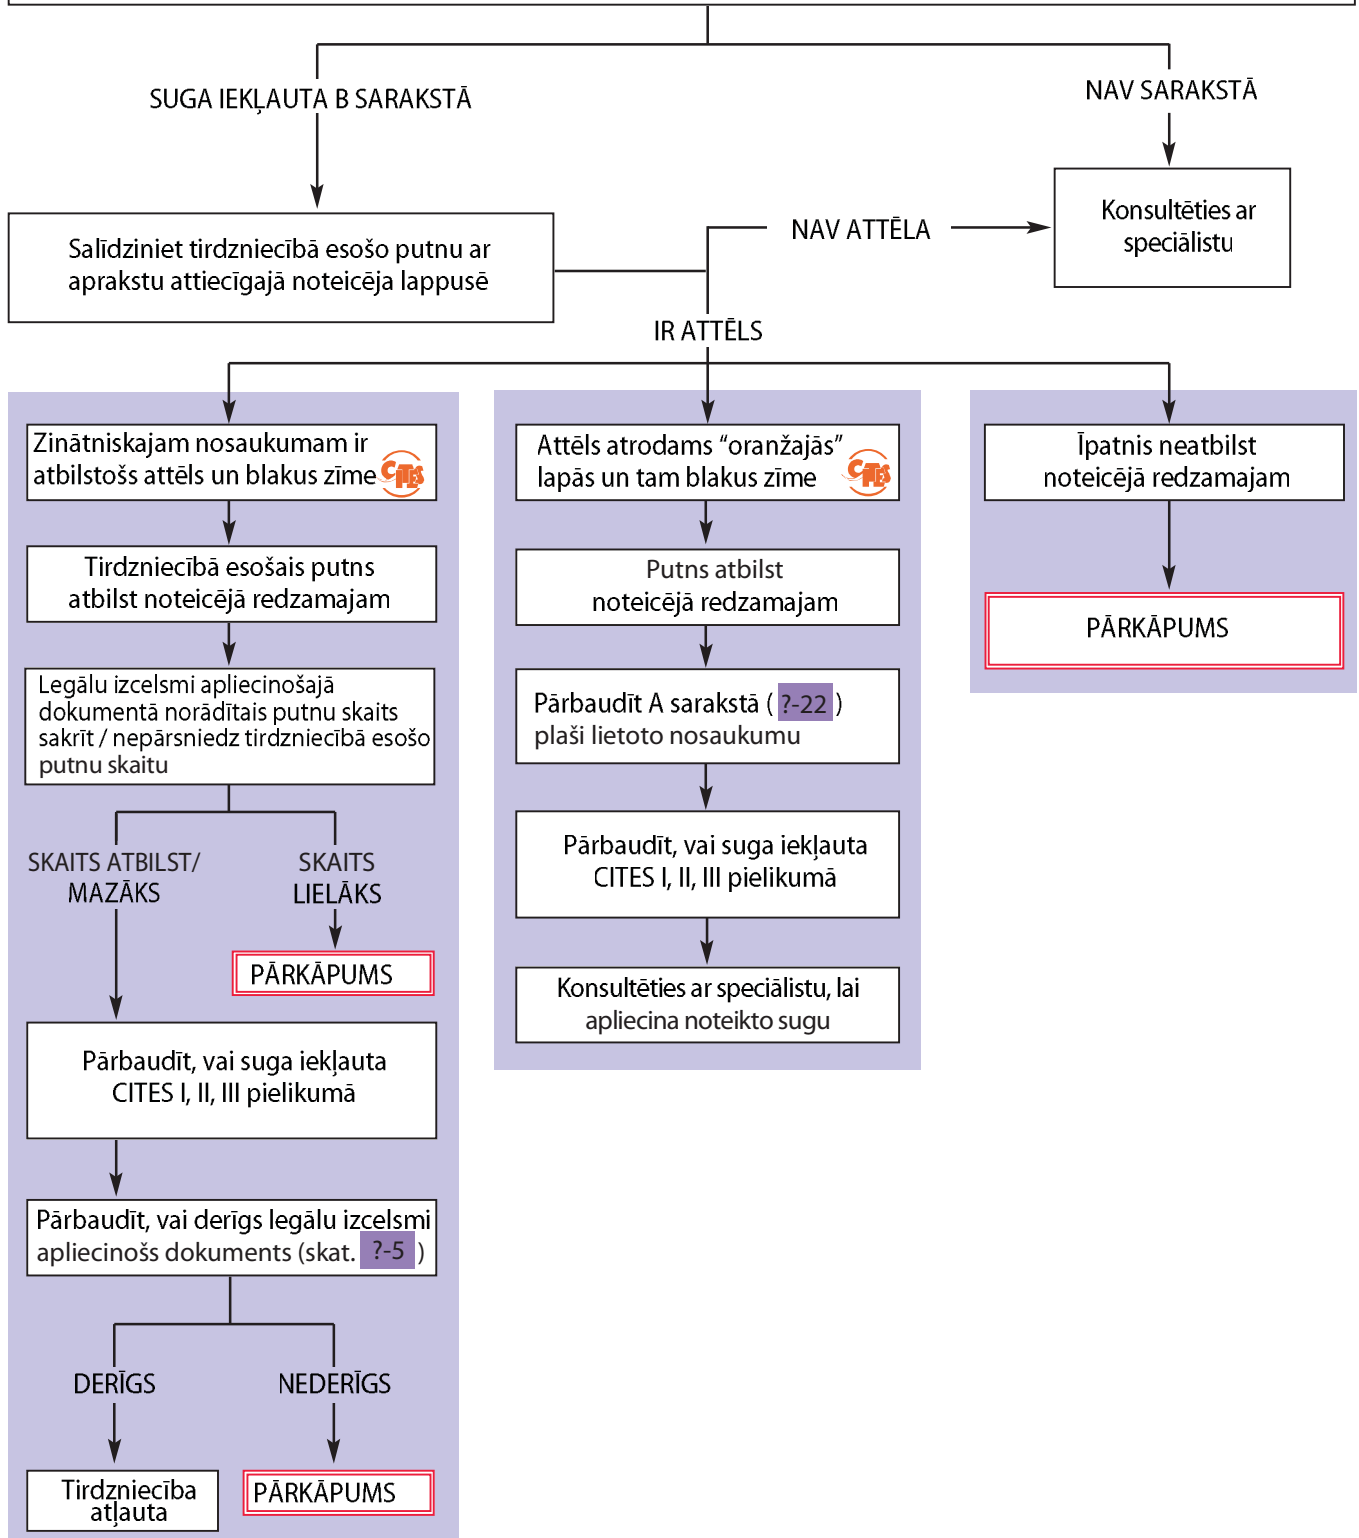 SUGA IEKĻAUTA B SARAKSTĀ
NAV SARAKSTĀ
Konsultēties ar
speciālistu
Salīdziniet tirdzniecībā esošo putnu ar
aprakstu attiecīgajā noteicēja lappusē
NAV ATTĒLA
IR ATTĒLS
Zinātniskajam nosaukumam ir
atbilstošs attēls un blakus zīme
CITES
Tirdzniecībā esošais putns
atbilst noteicējā redzamajam
Legālu izcelsmi apliecinošajā
dokumentā norādītais putnu skaits
sakrīt / nepārsniedz tirdzniecībā esošo
putnu skaitu
SKAITS ATBILST/
MAZĀKS
SKAITS
LIELĀKS
PĀRKĀPUMS
Pārbaudīt, vai suga iekļauta
CITES I, II, III pielikumā
Pārbaudīt, vai derīgs legālu izcelsmi
apliecinošs dokuments (skat. ?-5 )
DERĪGS
NEDERĪGS
Tirdzniecība
atļauta
PĀRKĀPUMS
Attēls atrodams “oranžajās”
lapās un tam blakus zīme
CITES
Putns atbilst
noteicējā redzamajam
Pārbaudīt A sarakstā ( ?-22 )
plaši lietoto nosaukumu
Pārbaudīt, vai suga iekļauta
CITES I, II, III pielikumā
Konsultēties ar speciālistu, lai
apliecina noteikto sugu
Īpatnis neatbilst
noteicējā redzamajam
PĀRKĀPUMS